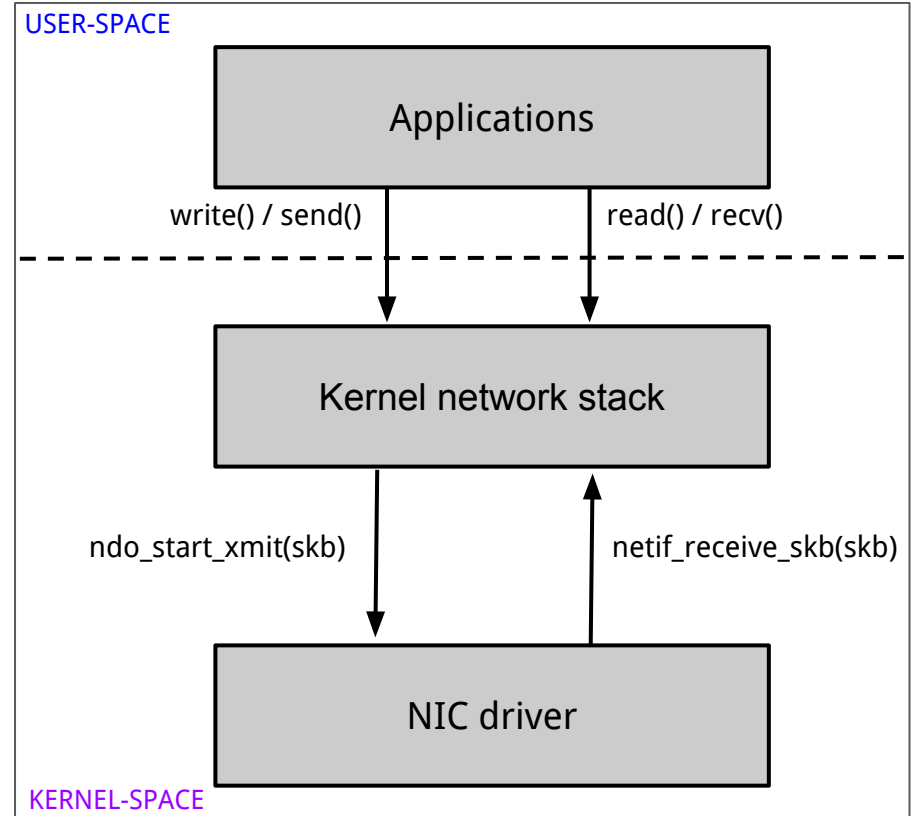 USER-SPACE
Applications
write() / send()
read() / recv()
Kernel network stack
ndo_start_xmit(skb)
netif_receive_skb(skb)
NIC driver
KERNEL-SPACE